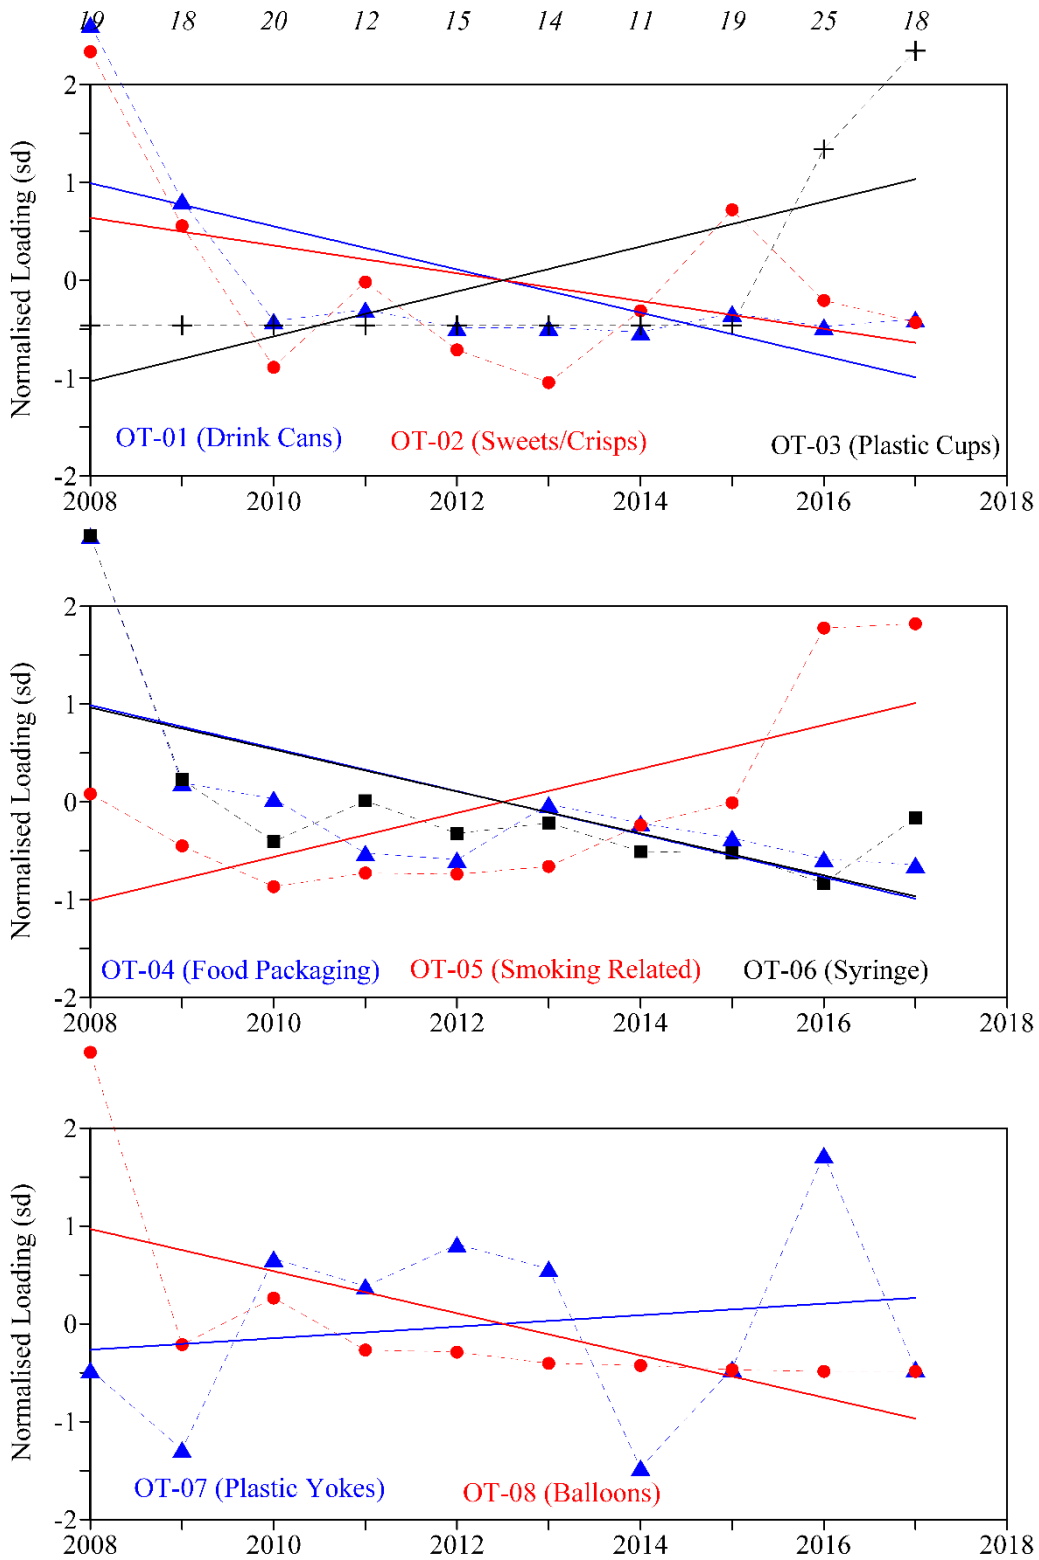 19 18 20 12 15 14 11 19 25 18
2
1
0
-1
-2
Normalised Loading (sd)
OT-01 (Drink Cans) OT-02 (Sweets/Crisps) OT-03 (Plastic Cups)
2008 2010 2012 2014 2016 2018
2
1
0
-1
-2
Normalised Loading (sd)
OT-04 (Food Packaging) OT-05 (Smoking Related) OT-06 (Syringe)
2008 2010 2012 2014 2016 2018
2
1
0
-1
-2
Normalised Loading (sd)
OT-07 (Plastic Yokes) OT-08 (Balloons)
2008 2010 2012 2014 2016 2018